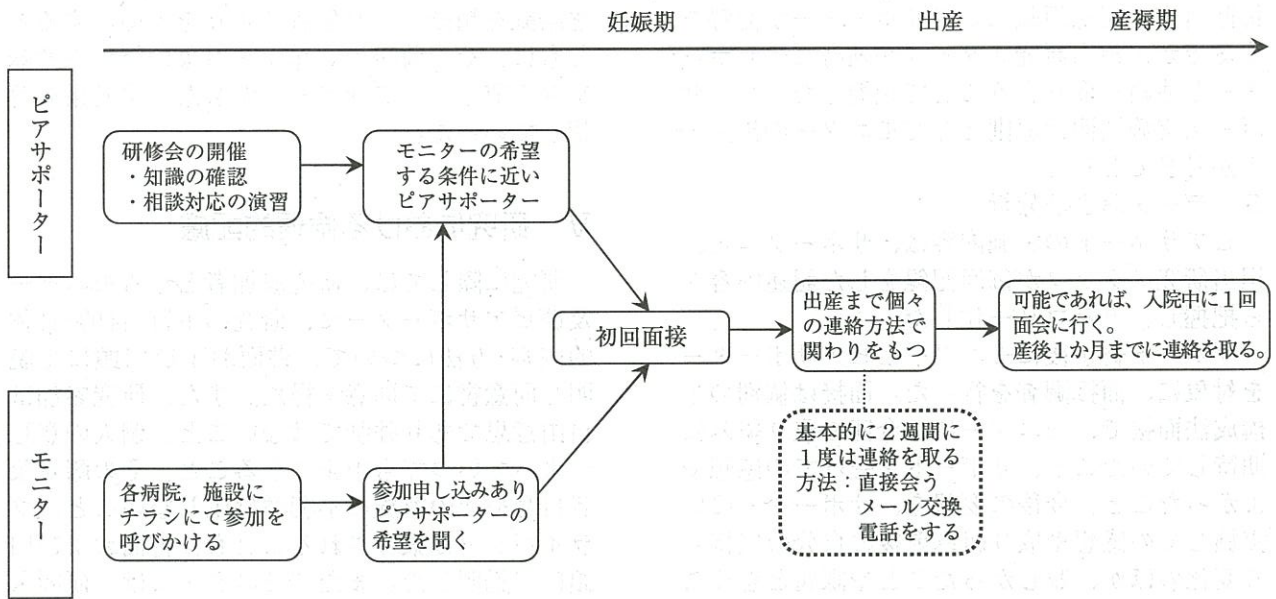 妊娠期　出産　産褥期
ピアサポーター
研修会の開催
・知識の確認
・相談対応の演習
モニターの希望
する条件に近い
ピアサポーター
初回面接
出産まで個々
の連絡方法で
関わりをもつ
可能であれば、入院中に1回
面会に行く。
産後1か月までに連絡を取る。
モニター
各病院，施設に
チラシにて参加を
呼びかける
参加申し込みあり
ピアサポーターの
希望を聞く
基本的に2週間に
1度は連絡を取る
方法：直接会う
メール交換
電話をする